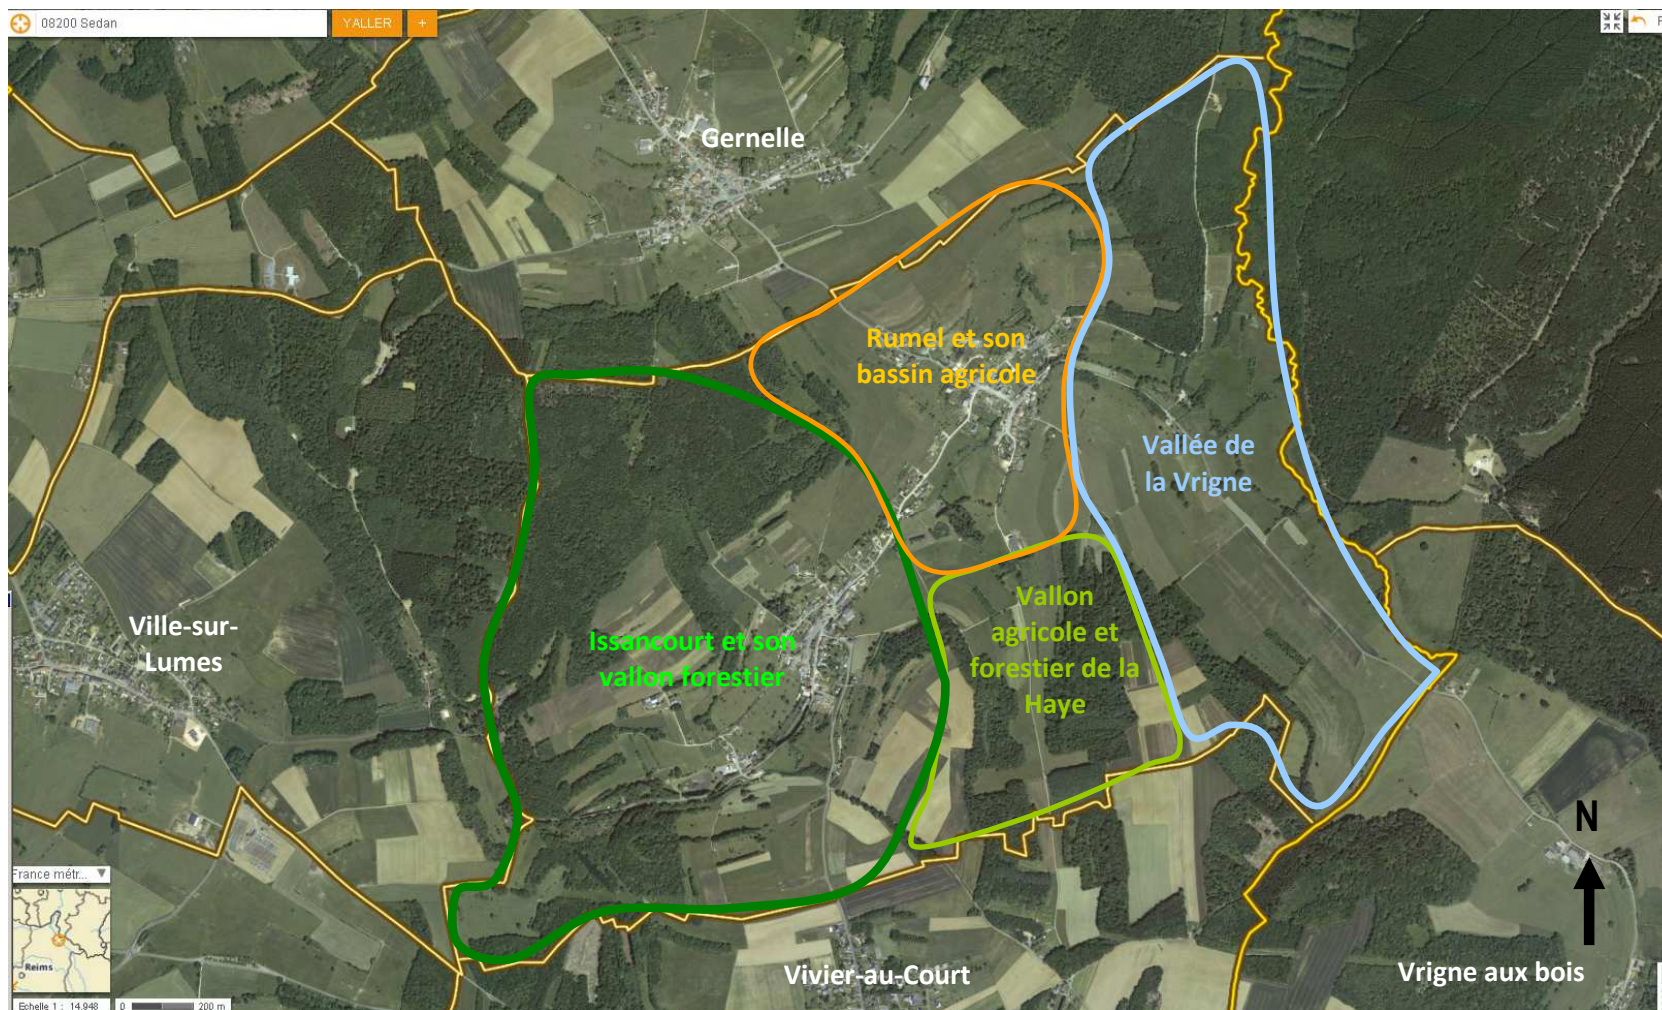 08200 Sedan
Y ALLER
+
Gernelle
Rumel et son
bassin agricole
Vallée de
la Vrigne
Ville-sur-
Lumes
Issancourt et son
vallon forestier
Vallon
agricole et
forestier de la
Haye
N
Vivier-au-Court
Vrigne aux bois
France métr...
Reims
Echelle 1 : 14.948
0
200 m